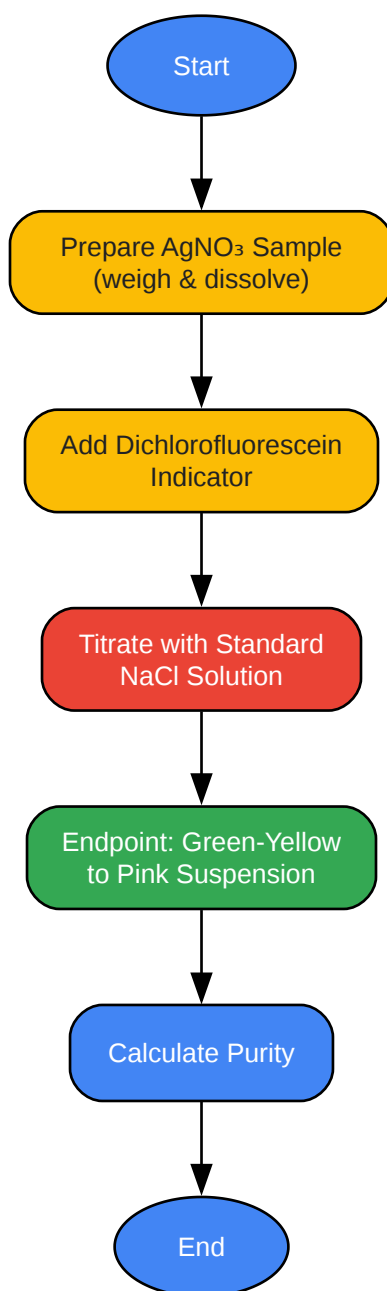 Start
Prepare AgNO₃ Sample
(weigh & dissolve)
Add Dichlorofluorescein
Indicator
Titrate with Standard
NaCl Solution
Endpoint: Green-Yellow
to Pink Suspension
Calculate Purity
End